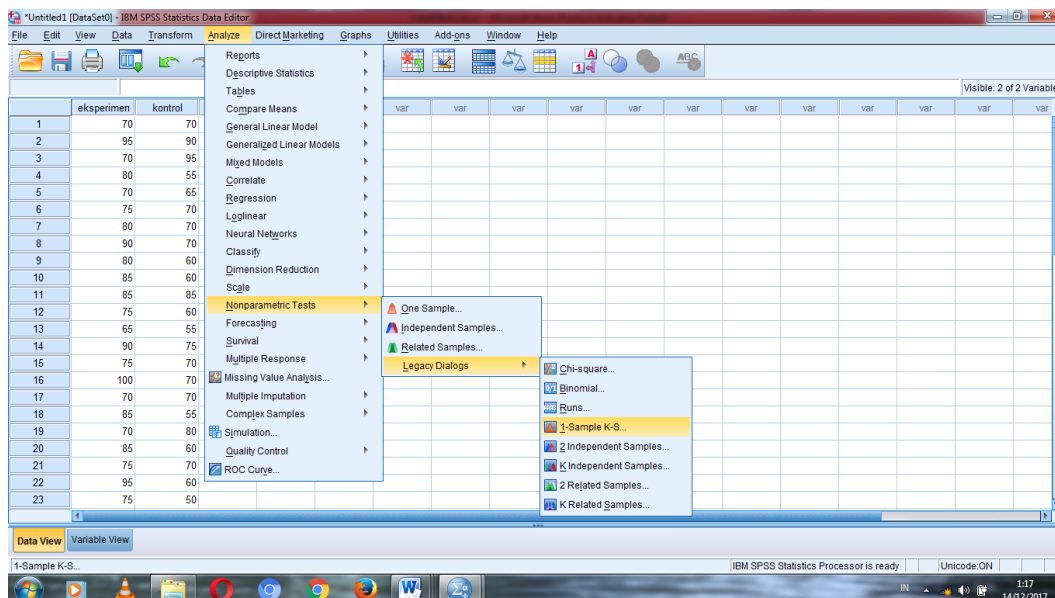 *Untitled1 [DataSet0] - IBM SPSS Statistics Data Editor
File Edit View Data Transform Analyze Direct Marketing Graphs Utilities Add-ons Window Help
Visible: 2 of 2 Variable
eksperimen kontrol var var var var var var var var var var var var
1 70 70
2 95 90
3 70 95
4 80 55
5 70 65
6 75 70
7 80 70
8 90 70
9 80 60
10 85 60
11 85 85
12 75 60
13 65 55
14 90 75
15 75 70
16 100 70
17 70 70
18 85 55
19 70 80
20 85 60
21 75 70
22 95 60
23 75 50
Reports
Descriptive Statistics
Tables
Compare Means
General Linear Model
Generalized Linear Models
Mixed Models
Correlate
Regression
Loglinear
Neural Networks
Classify
Dimension Reduction
Scale
Nonparametric Tests
Forecasting
Survival
Multiple Response
Missing Value Analysis...
Multiple Imputation
Complex Samples
Simulation...
Quality Control
ROC Curve...
One Sample...
Independent Samples...
Related Samples...
Legacy Dialogs
Chi-square...
0/1 Binomial...
Runs...
1-Sample K-S...
2 Independent Samples...
K Independent Samples...
2 Related Samples...
K Related Samples...
Data View Variable View
1-Sample K-S...
IBM SPSS Statistics Processor is ready Unicode:ON
IN 1:17
14/12/2017